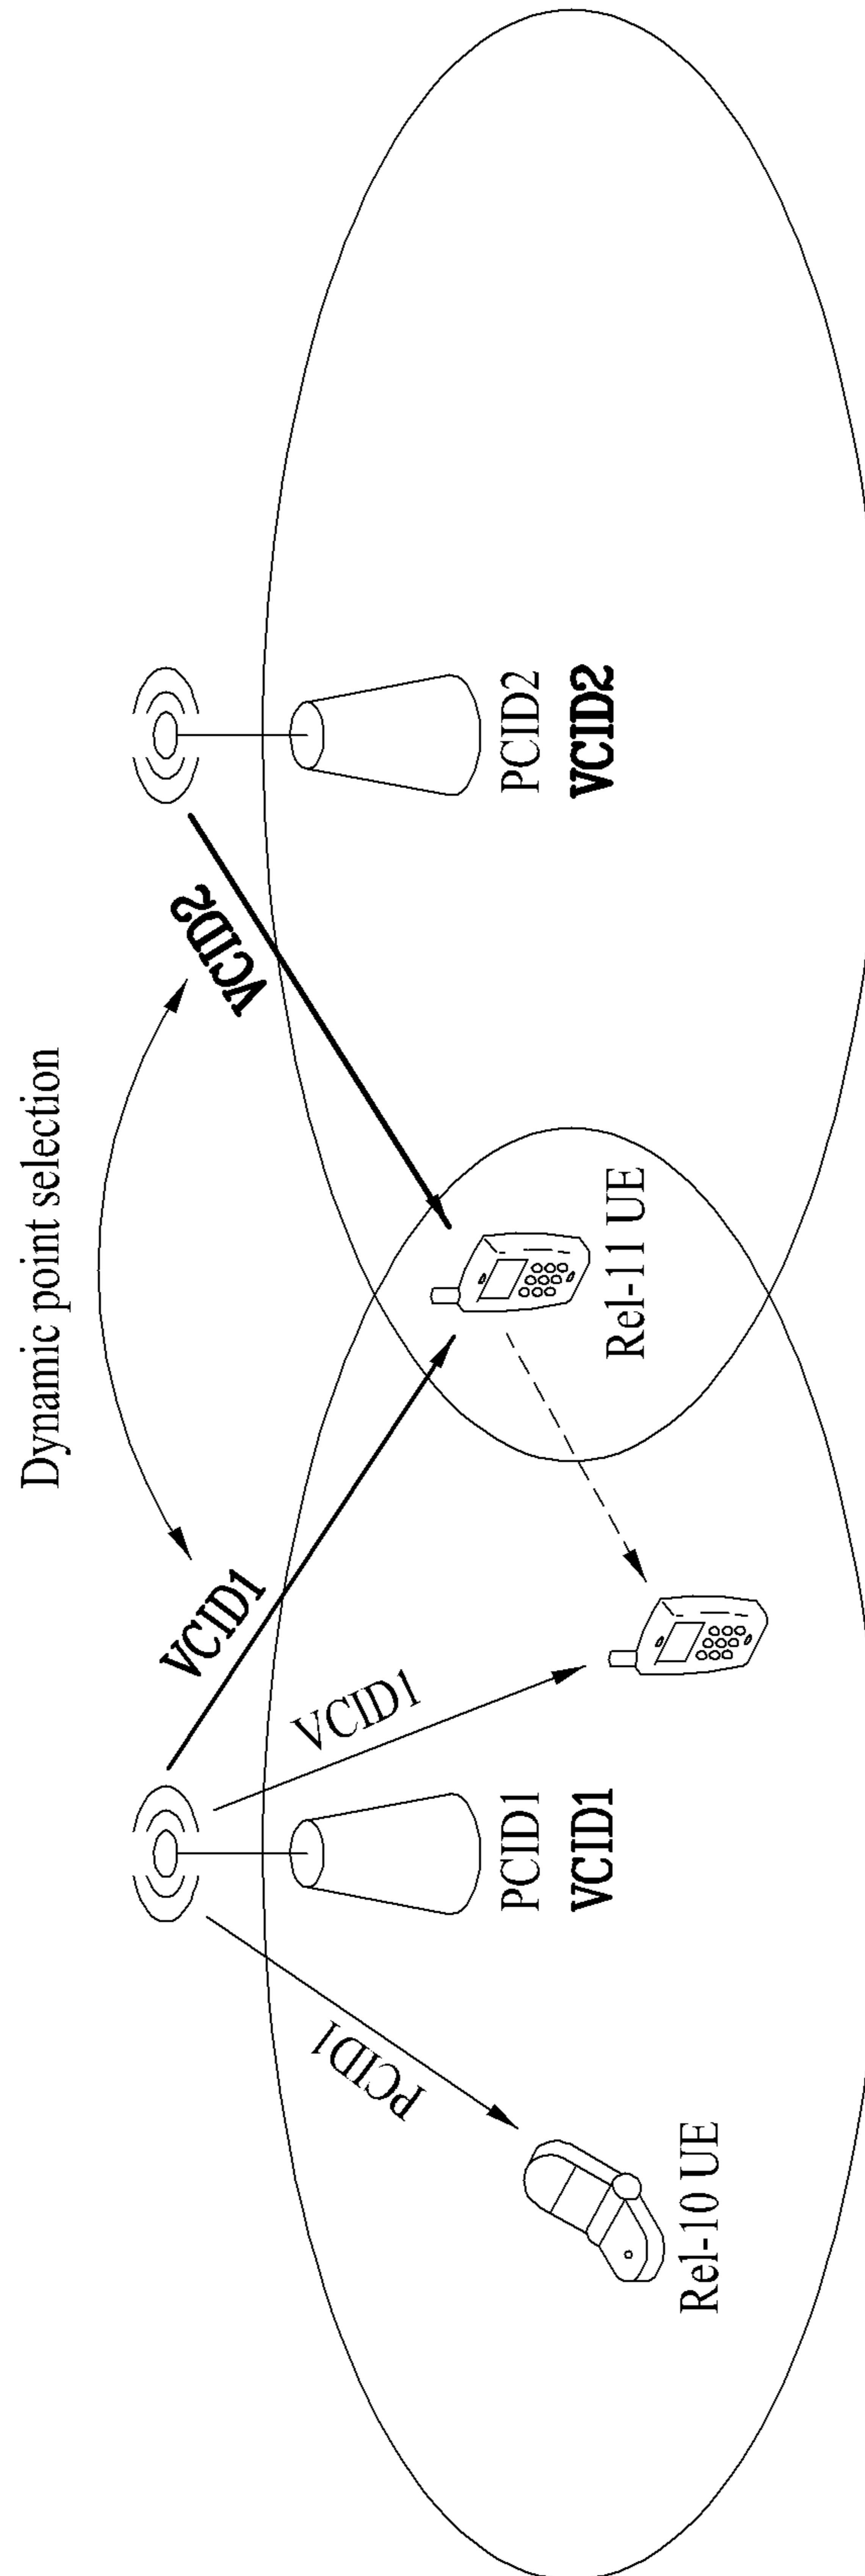 Dynamic point selection
VCID1
VCID2
PCID1
VCID1
PCID1
VCID1
PCID2
VCID2
Rel-10 UE
Rel-11 UE